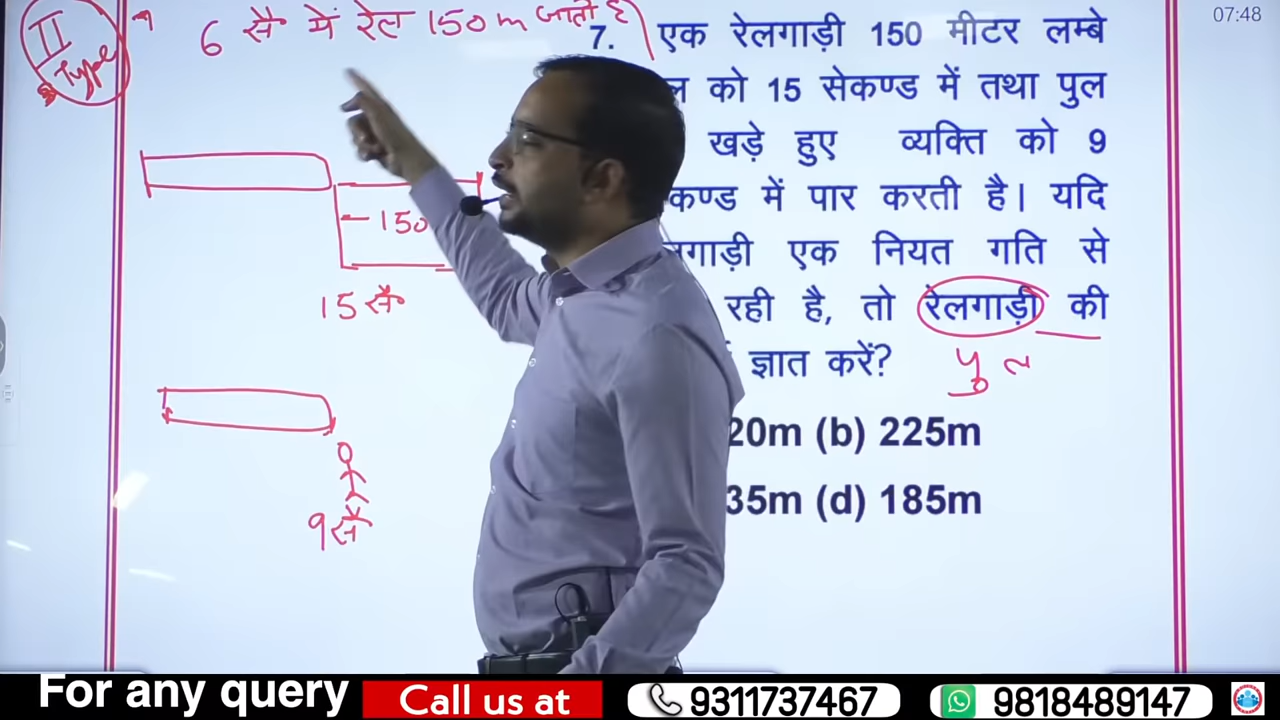 07:48
II
Type
6 से में रेल 150m जाती है
7. एक रेलगाड़ी 150 मीटर लम्बे
ल को 15 सेकण्ड में तथा पुल
खड़े हुए व्यक्ति को 9
कण्ड में पार करती है। यदि
लगाड़ी एक नियत गति से
रही है, तो रेलगाड़ी की
ज्ञात करें?
20m (b) 225m
35m (d) 185m
150
15 से
9 से
For any query
Call us at
9311737467
9818489147